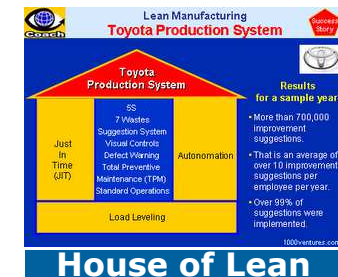 Lean Manufacturing
Toyota Production System
Coach
Success
Story
Toyota
Production System
5S
7 Wastes
Suggestion System
Visual Controls
Defect Warning
Total Preventive
Maintenance (TPM)
Standard Operations
Just
In
Time
(JIT)
Autonomation
Load Leveling
Results
for a sample year
• More than 700,000
improvement
suggestions.
• That is an average of
over 10 improvement
suggestions per
employee per year.
• Over 99% of
suggestions were
implemented.
1000ventures.com
House of Lean